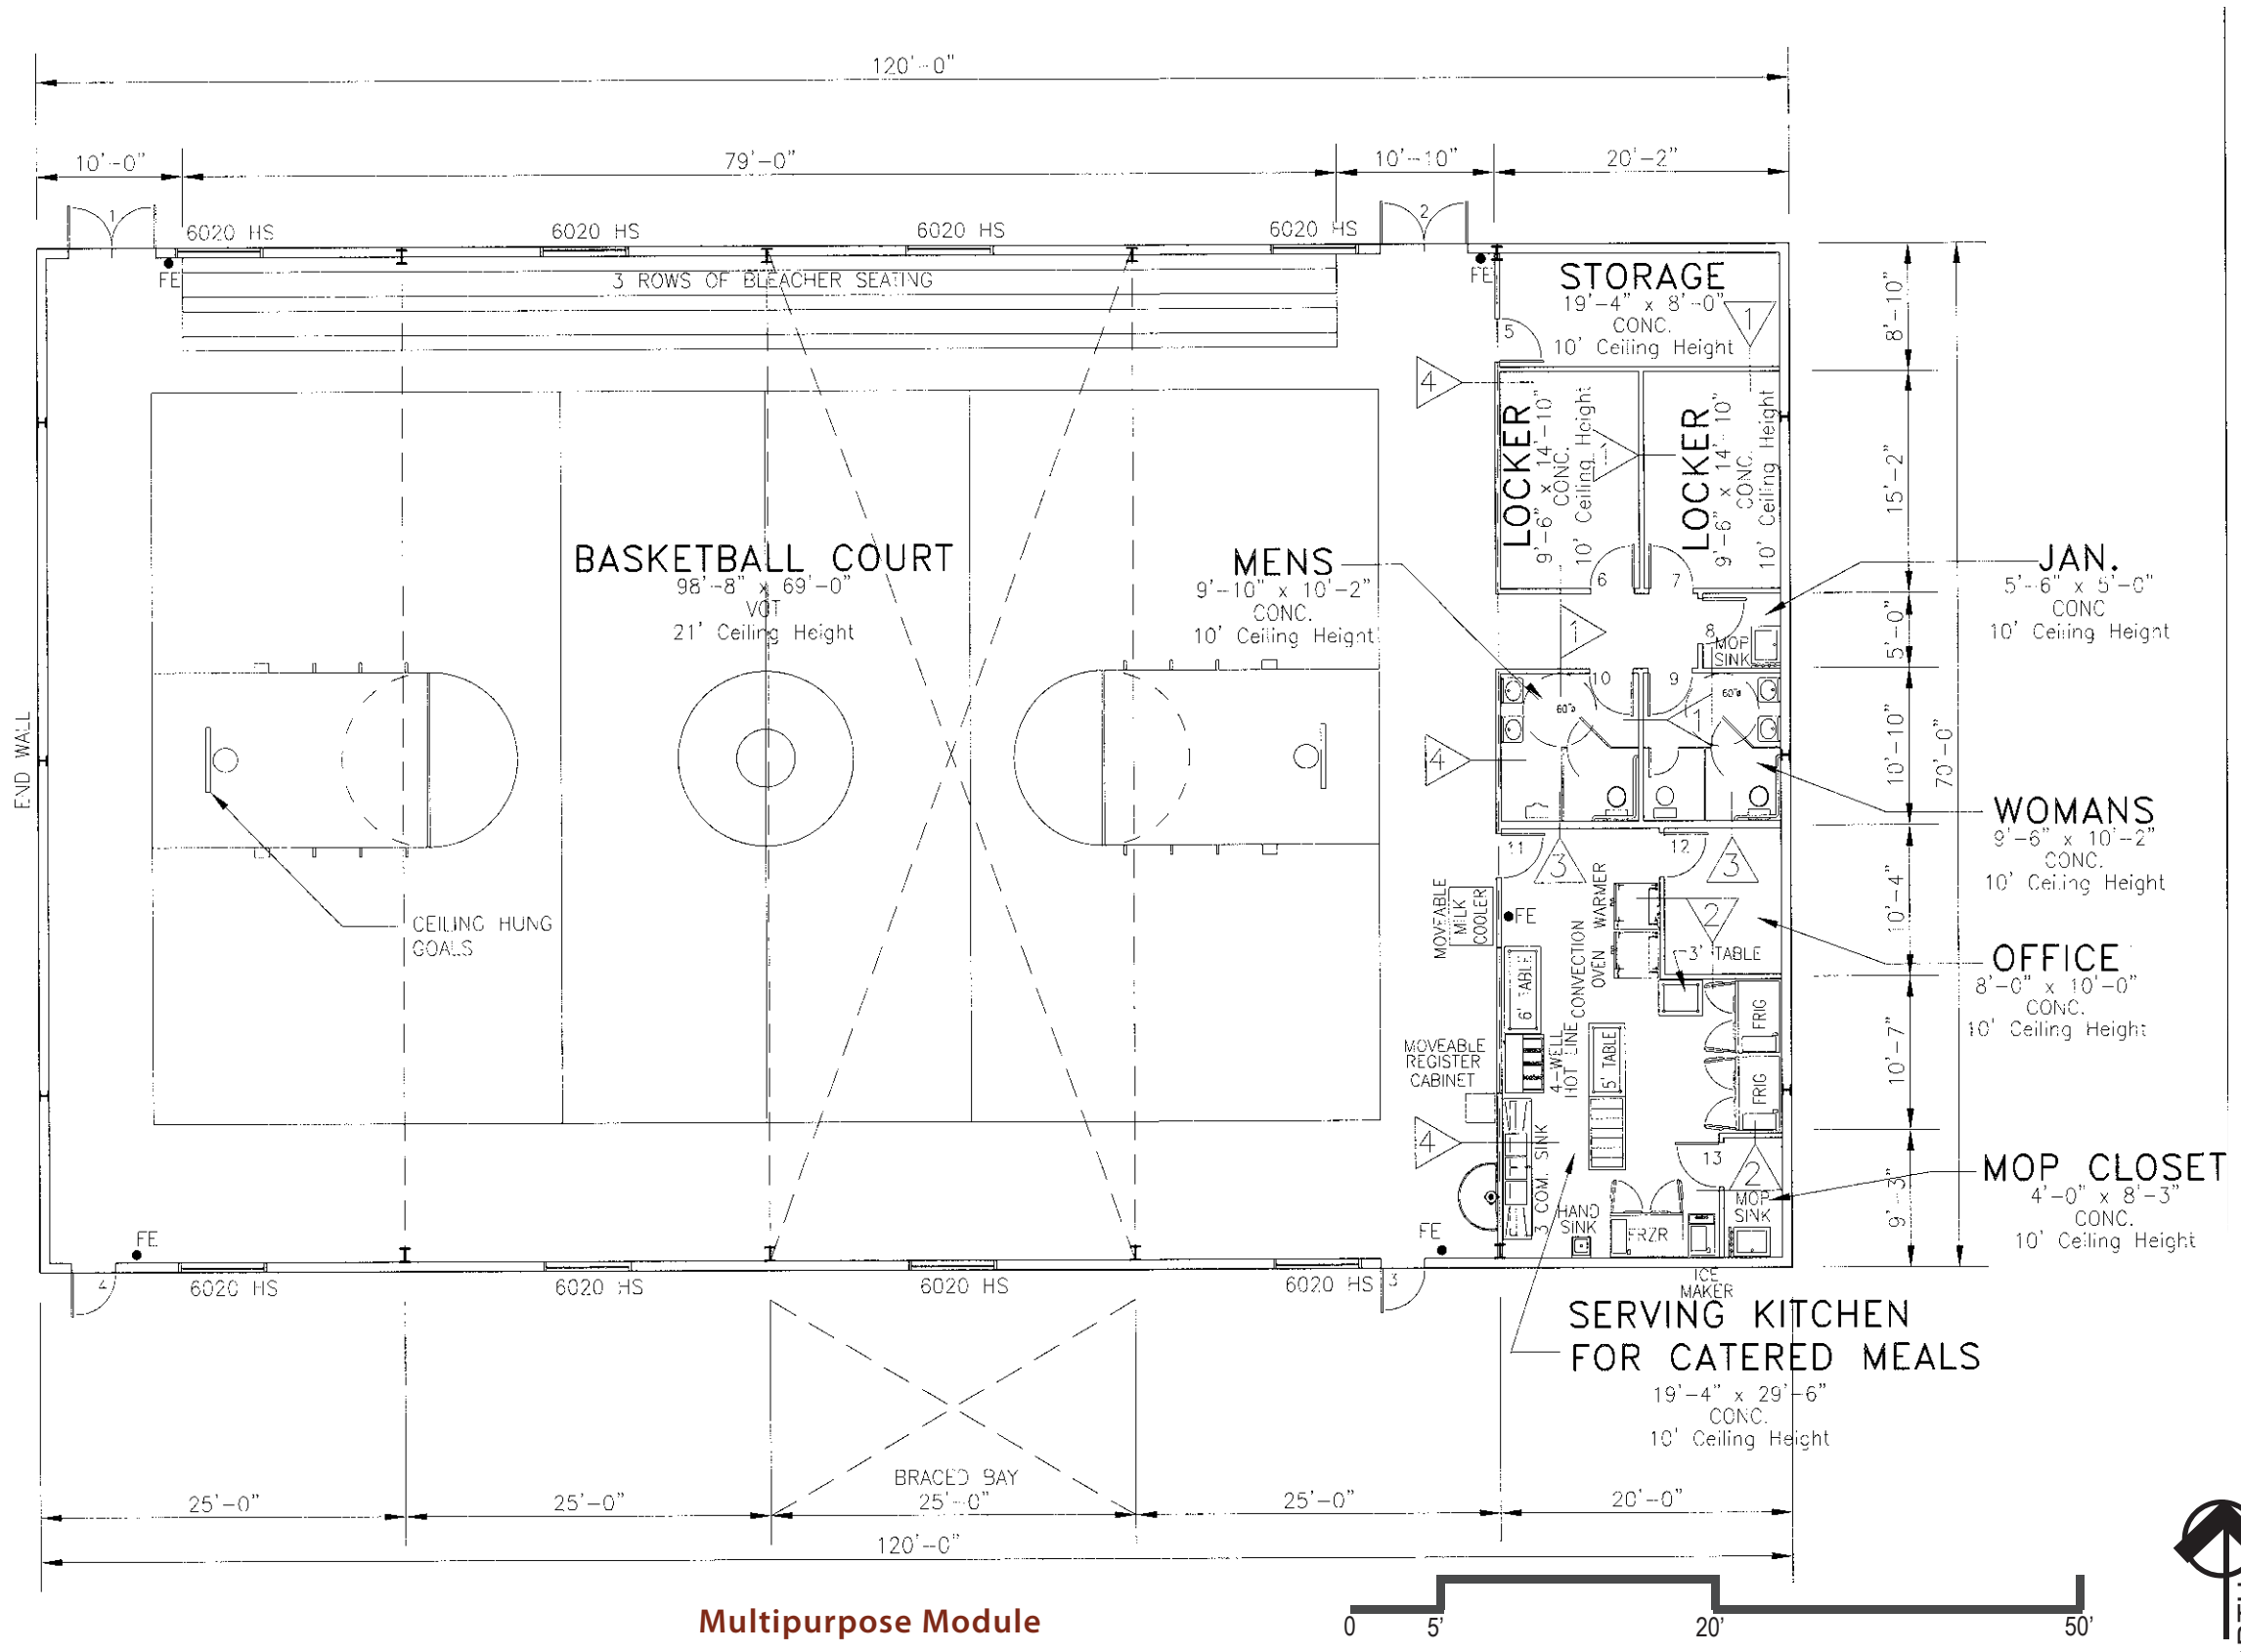 120'-0"
10'-0"
79'-0"
10'-10"
20'-2"
1
2
6020 HS
6020 HS
6020 HS
6020 HS
FE
3 ROWS OF BLEACHER SEATING
FE
STORAGE
19'-4" x 8'-0"
CONC.
10' Ceiling Height
1
5
8'-10"
4
LOCKER
9'-6" x 14'-10"
CONC.
10' Ceiling Height
1
LOCKER
9'-6" x 14'-10"
CONC.
10' Ceiling Height
15'-2"
BASKETBALL COURT
98'-8" x 69'-0"
VCT
21' Ceiling Height
MENS
9'-10" x 10'-2"
CONC.
10' Ceiling Height
6
7
JAN.
5'-6" x 5'-0"
CONC
10' Ceiling Height
1
8
MOP
SINK
5'-0"
10
9
60"ø
60"ø
1
4
END WALL
10'-10"
70'-0"
WOMANS
9'-6" x 10'-2"
CONC.
10' Ceiling Height
11
12
3
3
CEILING HUNG
GOALS
MOVEABLE
MILK
COOLER
FE
CONVECTION
OVEN WARMER
2
3' TABLE
10'-4"
OFFICE
8'-0" x 10'-0"
CONC.
10' Ceiling Height
6' TABLE
4-WELL
HOT LINE
5' TABLE
FRIG
FRIG
10'-7"
MOVEABLE
REGISTER
CABINET
4
3 COM. SINK
13
2
MOP
SINK
9'-3"
MOP CLOSET
4'-0" x 8'-3"
CONC.
10' Ceiling Height
HAND
SINK
FRZR
FE
FE
4
3
6020 HS
6020 HS
6020 HS
6020 HS
ICE
MAKER
SERVING KITCHEN
FOR CATERED MEALS
19'-4" x 29'-6"
CONC.
10' Ceiling Height
BRACED BAY
25'-0"
25'-0"
25'-0"
25'-0"
20'-0"
120'-0"
Multipurpose Module
0
5'
20'
50'